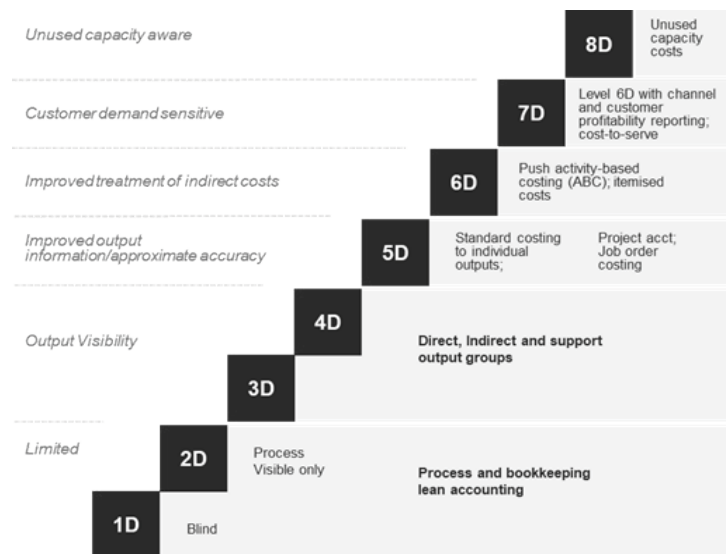 Unused capacity aware
8D
Unused
capacity
costs
Customer demand sensitive
7D
Level 6D with channel
and customer
profitability reporting;
cost-to-serve
Improved treatment of indirect costs
6D
Push activity-based
costing (ABC); itemised
costs
Improved output
information/approximate accuracy
5D
Standard costing
to individual
outputs;
Project acct;
Job order
costing
Output Visibility
4D
Direct, Indirect and support
output groups
3D
Limited
2D
Process
Visible only
Process and bookkeeping
lean accounting
1D
Blind